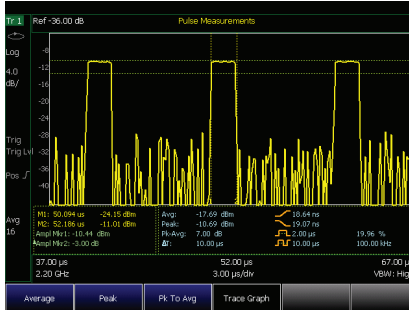 Tr 1 Ref -36.00 dB Pulse Measurements
Log
4.0
dB/
-8
-12
-16
-20
-24
-28
-32
-36
-40
Trig
Trig Lvl
Pos
Avg
16
M1: 50.094 us -24.15 dBm
M2: 52.186 us -11.01 dBm
Ampl Mkr1: -10.44 dBm
Ampl Mkr2: -3.00 dB
Avg: -17.69 dBm
Peak: -10.69 dBm
Pk-Avg: 7.00 dB
ΔT: 10.00 µs
18.64 ns
19.07 ns
2.00 µs 19.96 %
10.00 µs 100.00 kHz
37.00 µs 52.00 µs 67.00 µ
2.20 GHz 3.00 µs/div VBW: Hig
Average Peak Pk To Avg Trace Graph